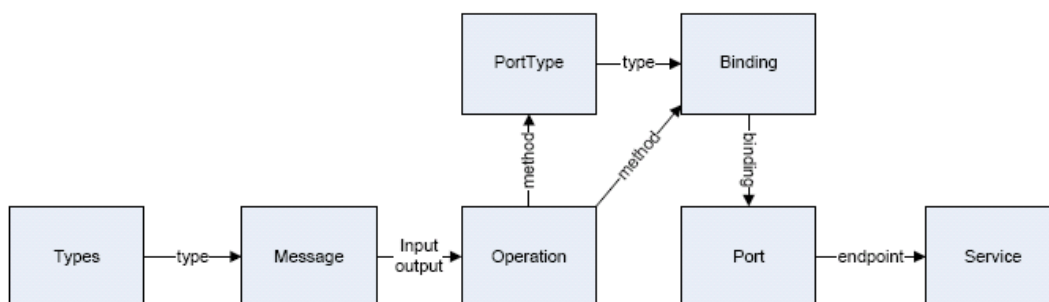 PortType
type
Binding
method
method
binding
Types
type
Message
Input
output
Operation
Port
endpoint
Service